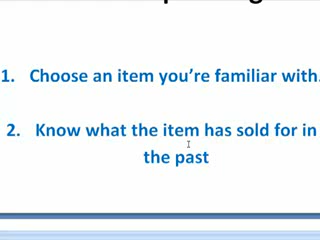 1. Choose an item you're familiar with.
2. Know what the item has sold for in
the past